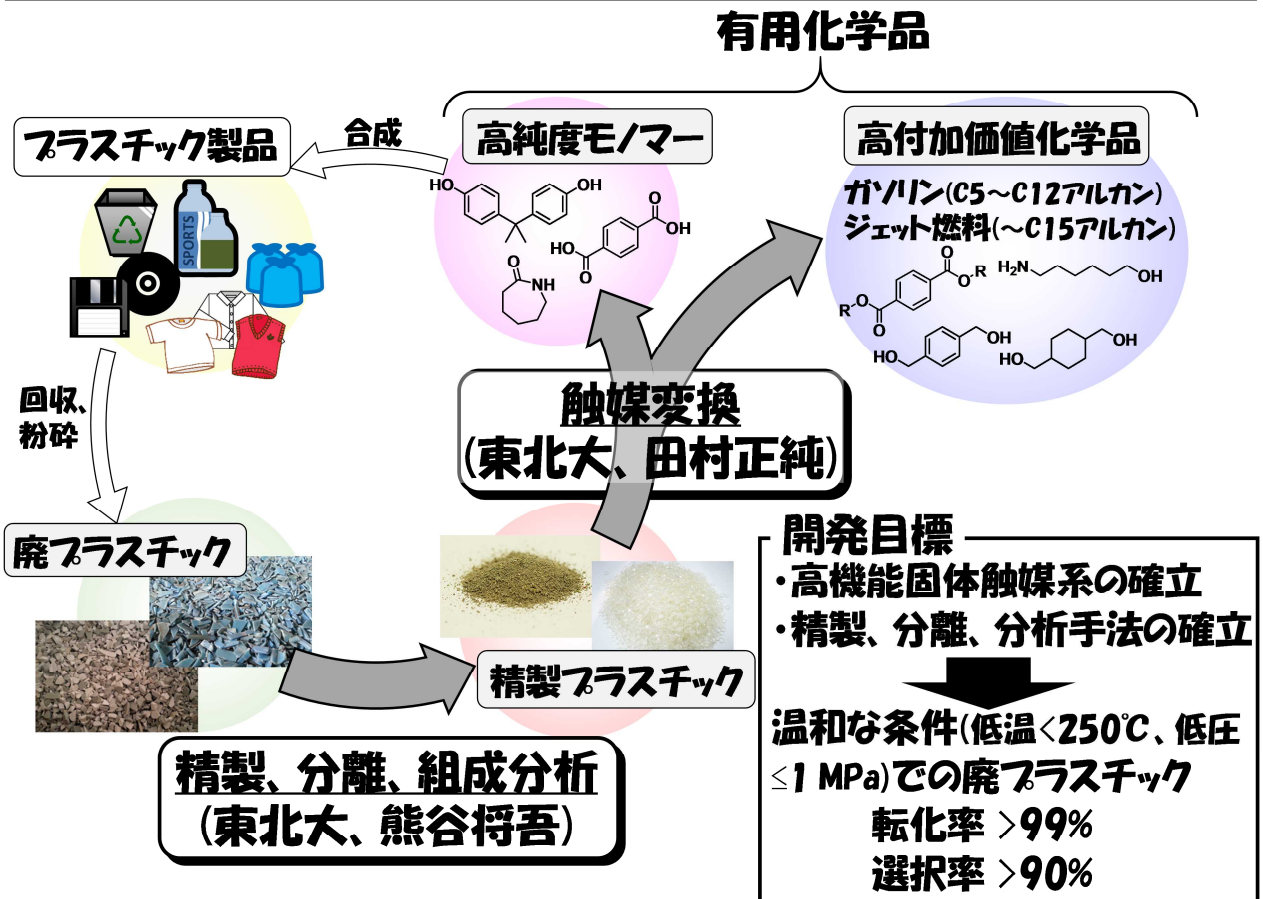 有用化学品
プラスチック製品
合成
高純度モノマー
高付加価値化学品
ガソリン(C5~C12アルカン)
ジェット燃料(~C15アルカン)
HO
OH
O
OH
HO
O
O
NH
O
O
R
R
O
O
H2N
OH
OH
HO
OH
HO
SPORTS
回収、
粉砕
触媒変換
(東北大、田村正純)
廃プラスチック
精製プラスチック
精製、分離、組成分析
(東北大、熊谷将吾)
開発目標
・高機能固体触媒系の確立
・精製、分離、分析手法の確立
温和な条件(低温<250℃、低圧
≤1 MPa)での廃プラスチック
転化率 >99%
選択率 >90%